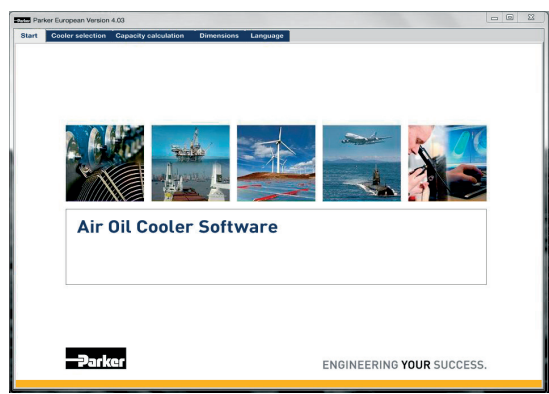 Parker Parker European Version 4.03
Start Cooler selection Capacity calculation Dimensions Language
Air Oil Cooler Software
Parker
ENGINEERING YOUR SUCCESS.